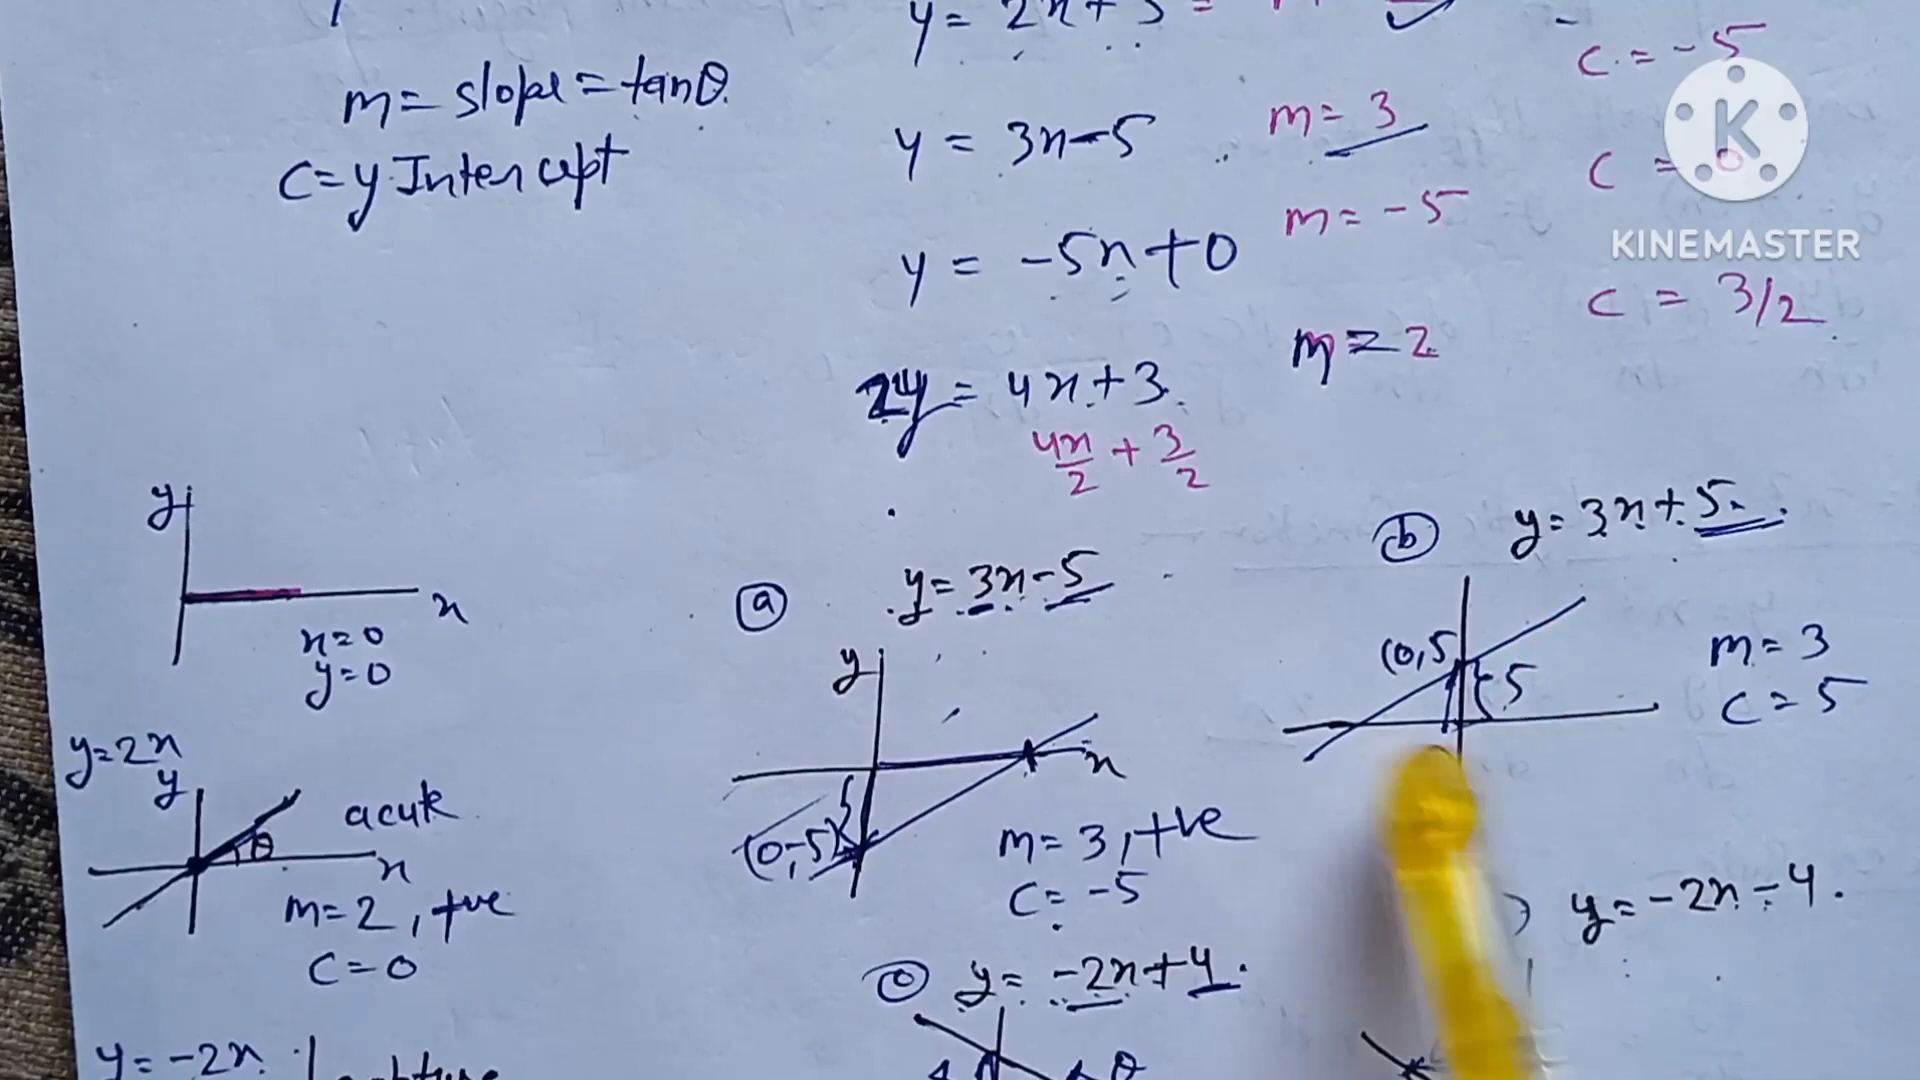 y = 2x + 5 =
m = slope = tanθ
c = y Intercept
c = -5
y = 3x - 5
m = 3
c = 0
y = -5x + 0
m = -5
K
KINEMASTER
2y = 4x + 3
m = 2
c = 3/2
4x/2 + 3/2
y
x
x = 0
y = 0
ⓐ y = 3x - 5
y
x
(0,-5)
m = 3, +ve
c = -5
ⓑ y = 3x + 5
(0,5
5
m = 3
c = 5
y = 2x
y
acute
θ
x
m = 2, +ve
c = 0
ⓒ y = -2x + 4
) y = -2x - 4
y = -2x
θ